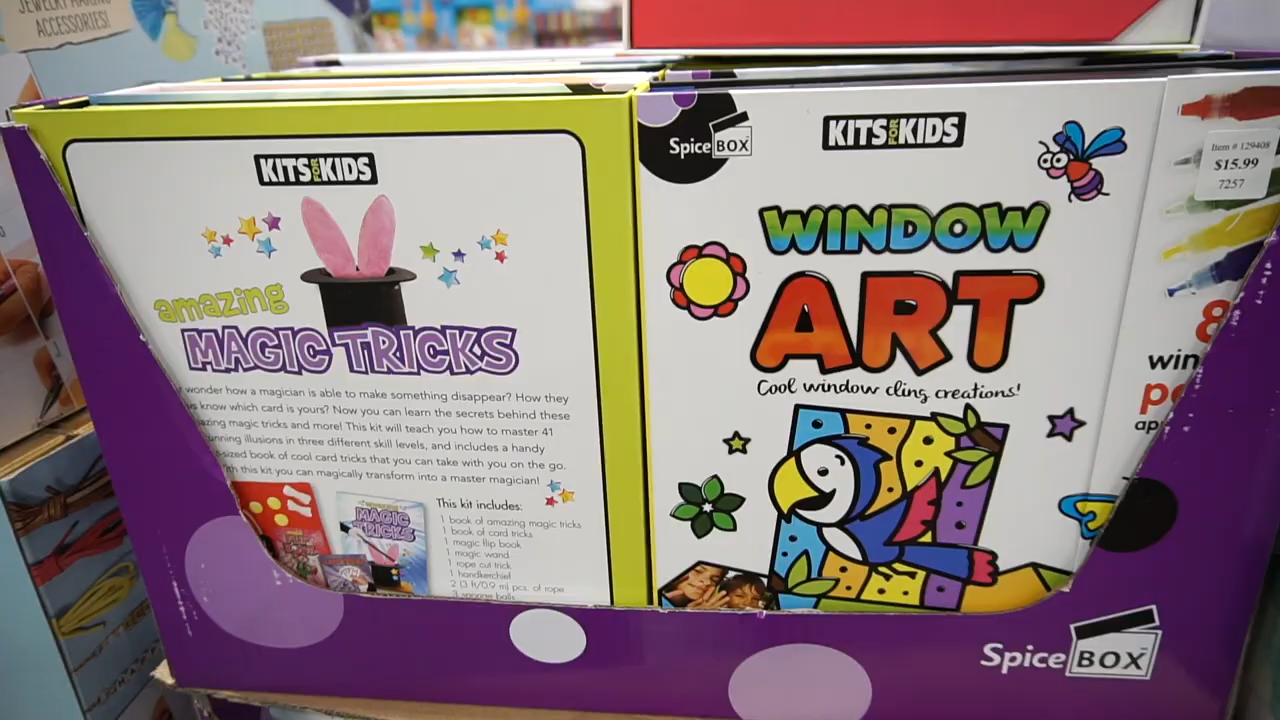 JEWELRY MAKING
ACCESSORIES!
KITS FOR KIDS
amazing
MAGIC TRICKS
wonder how a magician is able to make something disappear? How they
know which card is yours? Now you can learn the secrets behind these
magic tricks and more! This kit will teach you how to master 41
illusions in three different skill levels, and includes a handy
book of cool card tricks that you can take with you on the go.
this kit you can magically transform into a master magician!
This kit includes:
1 book of amazing magic tricks
1 book of card tricks
1 magic flip book
1 magic wand
1 rope cut trick
1 handkerchief
2 (3 ft/0.9 m) pcs. of rope
3 sponge balls
MAGIC
TRICKS
Spice BOX
KITS FOR KIDS
WINDOW
ART
Cool window cling creations!
Item # 129408
$15.99
7257
8
win
Spice BOX